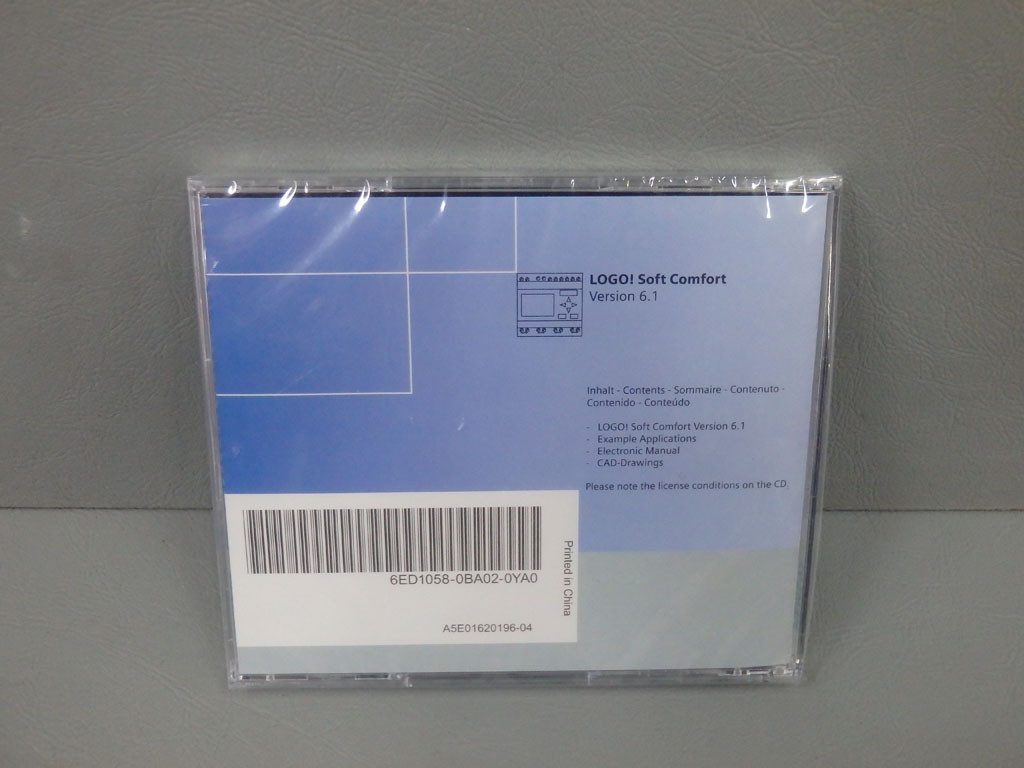 LOGO! Soft Comfort
Version 6.1
Inhalt - Contents - Sommaire - Contenuto -
Contenido - Conteúdo
- LOGO! Soft Comfort Version 6.1
- Example Applications
- Electronic Manual
- CAD-Drawings
Please note the license conditions on the CD.
6ED1058-0BA02-0YA0
A5E01620196-04
Printed in China